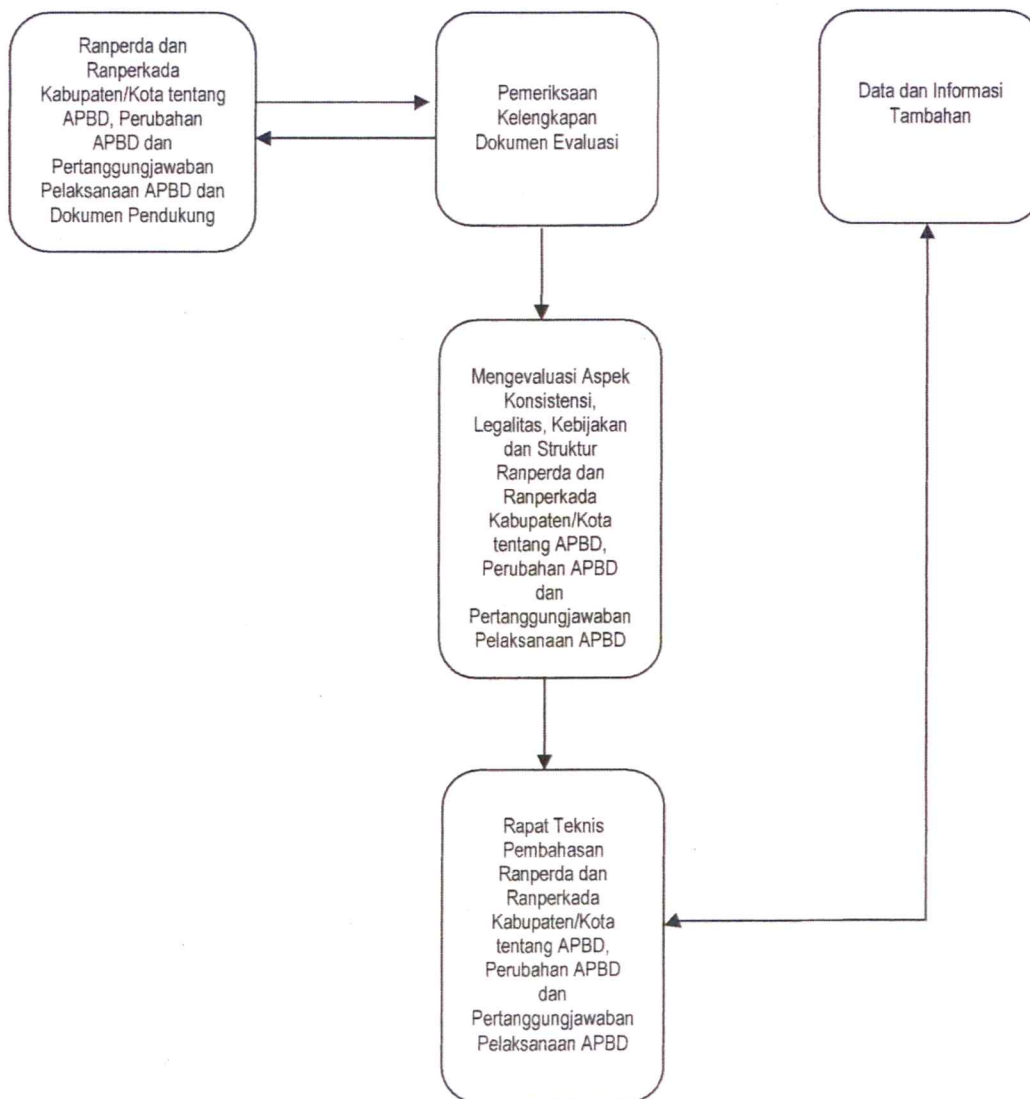 Ranperda dan
Ranperkada
Kabupaten/Kota tentang
APBD, Perubahan
APBD dan
Pertanggungjawaban
Pelaksanaan APBD dan
Dokumen Pendukung
Pemeriksaan
Kelengkapan
Dokumen Evaluasi
Data dan Informasi
Tambahan
Mengevaluasi Aspek
Konsistensi,
Legalitas, Kebijakan
dan Struktur
Ranperda dan
Ranperkada
Kabupaten/Kota
tentang APBD,
Perubahan APBD
dan
Pertanggungjawaban
Pelaksanaan APBD
Rapat Teknis
Pembahasan
Ranperda dan
Ranperkada
Kabupaten/Kota
tentang APBD,
Perubahan APBD
dan
Pertanggungjawaban
Pelaksanaan APBD